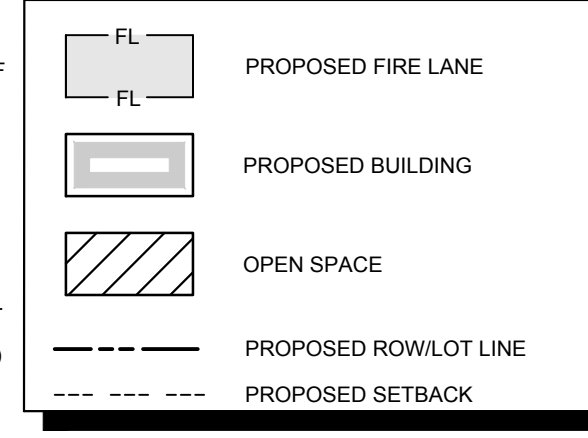 FL
PROPOSED FIRE LANE
FL
PROPOSED BUILDING
OPEN SPACE
PROPOSED ROW/LOT LINE
PROPOSED SETBACK